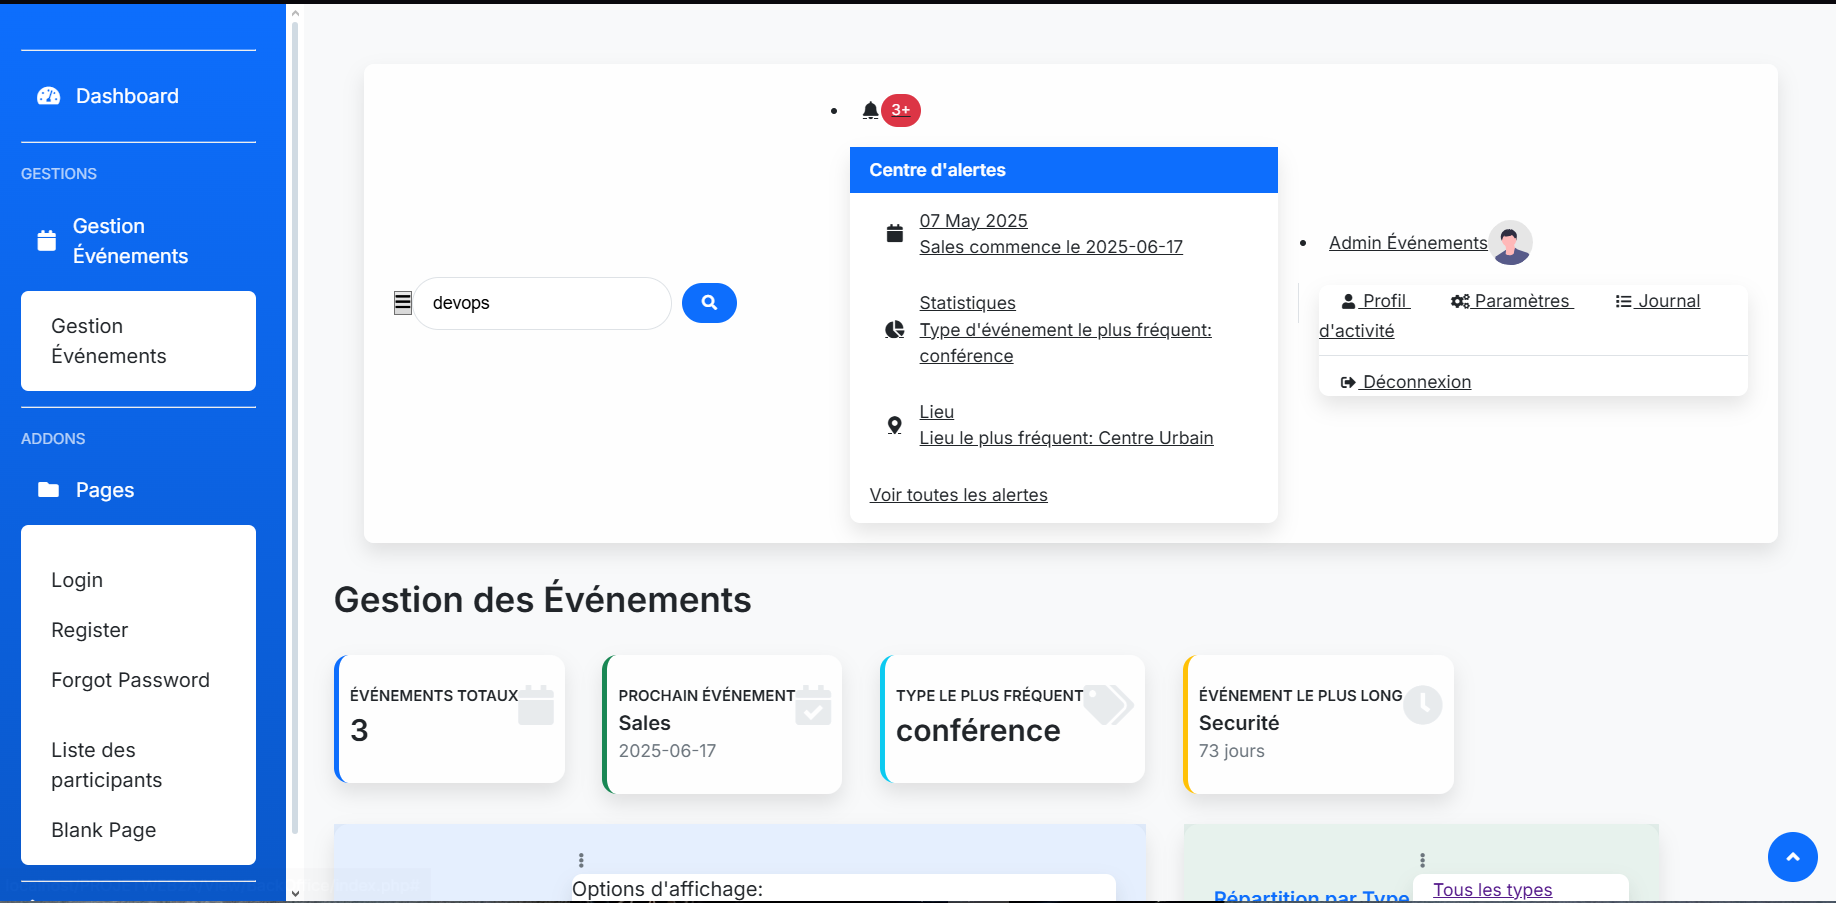 Dashboard
GESTIONS
Gestion
Événements
Gestion
Événements
ADDONS
Pages
Login
Register
Forgot Password
Liste des
participants
Blank Page
devops
3+
Centre d'alertes
07 May 2025
Sales commence le 2025-06-17
Statistiques
Type d'événement le plus fréquent:
conférence
Lieu
Lieu le plus fréquent: Centre Urbain
Voir toutes les alertes
Admin Événements
Profil Paramètres Journal
d'activité
Déconnexion
Gestion des Événements
ÉVÉNEMENTS TOTAUX
3
PROCHAIN ÉVÉNEMENT
Sales
2025-06-17
TYPE LE PLUS FRÉQUENT
conférence
ÉVÉNEMENT LE PLUS LONG
Securité
73 jours
Options d'affichage:
Répartition par Type
Tous les types